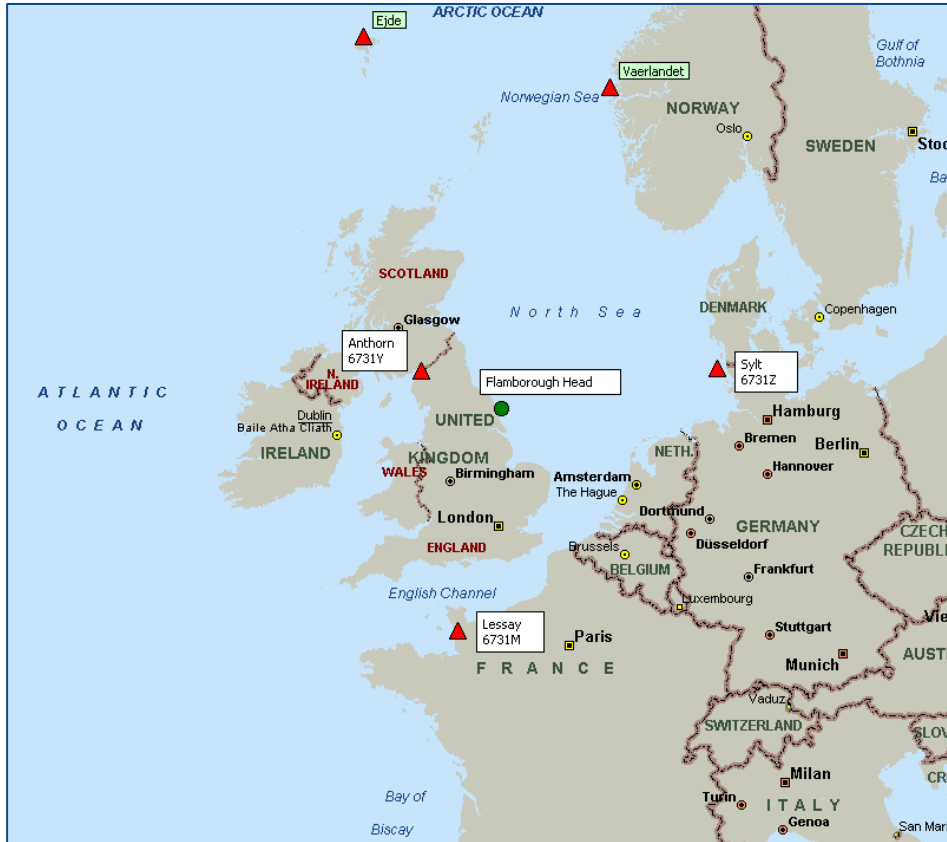 ARCTIC OCEAN
Ejde
Gulf of
Bothnia
Vaerlandet
Norwegian Sea
NORWAY
Oslo
SWEDEN
Stoc
Ba
SCOTLAND
North Sea
DENMARK
Copenhagen
Glasgow
Anthorn
6731Y
Sylt
6731Z
N.
IRELAND
Flamborough Head
ATLANTIC
OCEAN
Hamburg
Dublin
Baile Atha Cliath
UNITED
KINGDOM
IRELAND
Bremen
Berlin
NETH.
WALES
Birmingham
Amsterdam
The Hague
Hannover
London
Dortmund
GERMANY
CZECH
REPUBLI
Düsseldorf
ENGLAND
Brussels
BELGIUM
Frankfurt
English Channel
Luxembourg
Lessay
6731M
Paris
Stuttgart
Vie
FRANCE
Munich
AUST
Vaduz
SWITZERLAND
SLOV
Milan
CR
Bay of
Biscay
Turin
ITALY
Genoa
San Mari